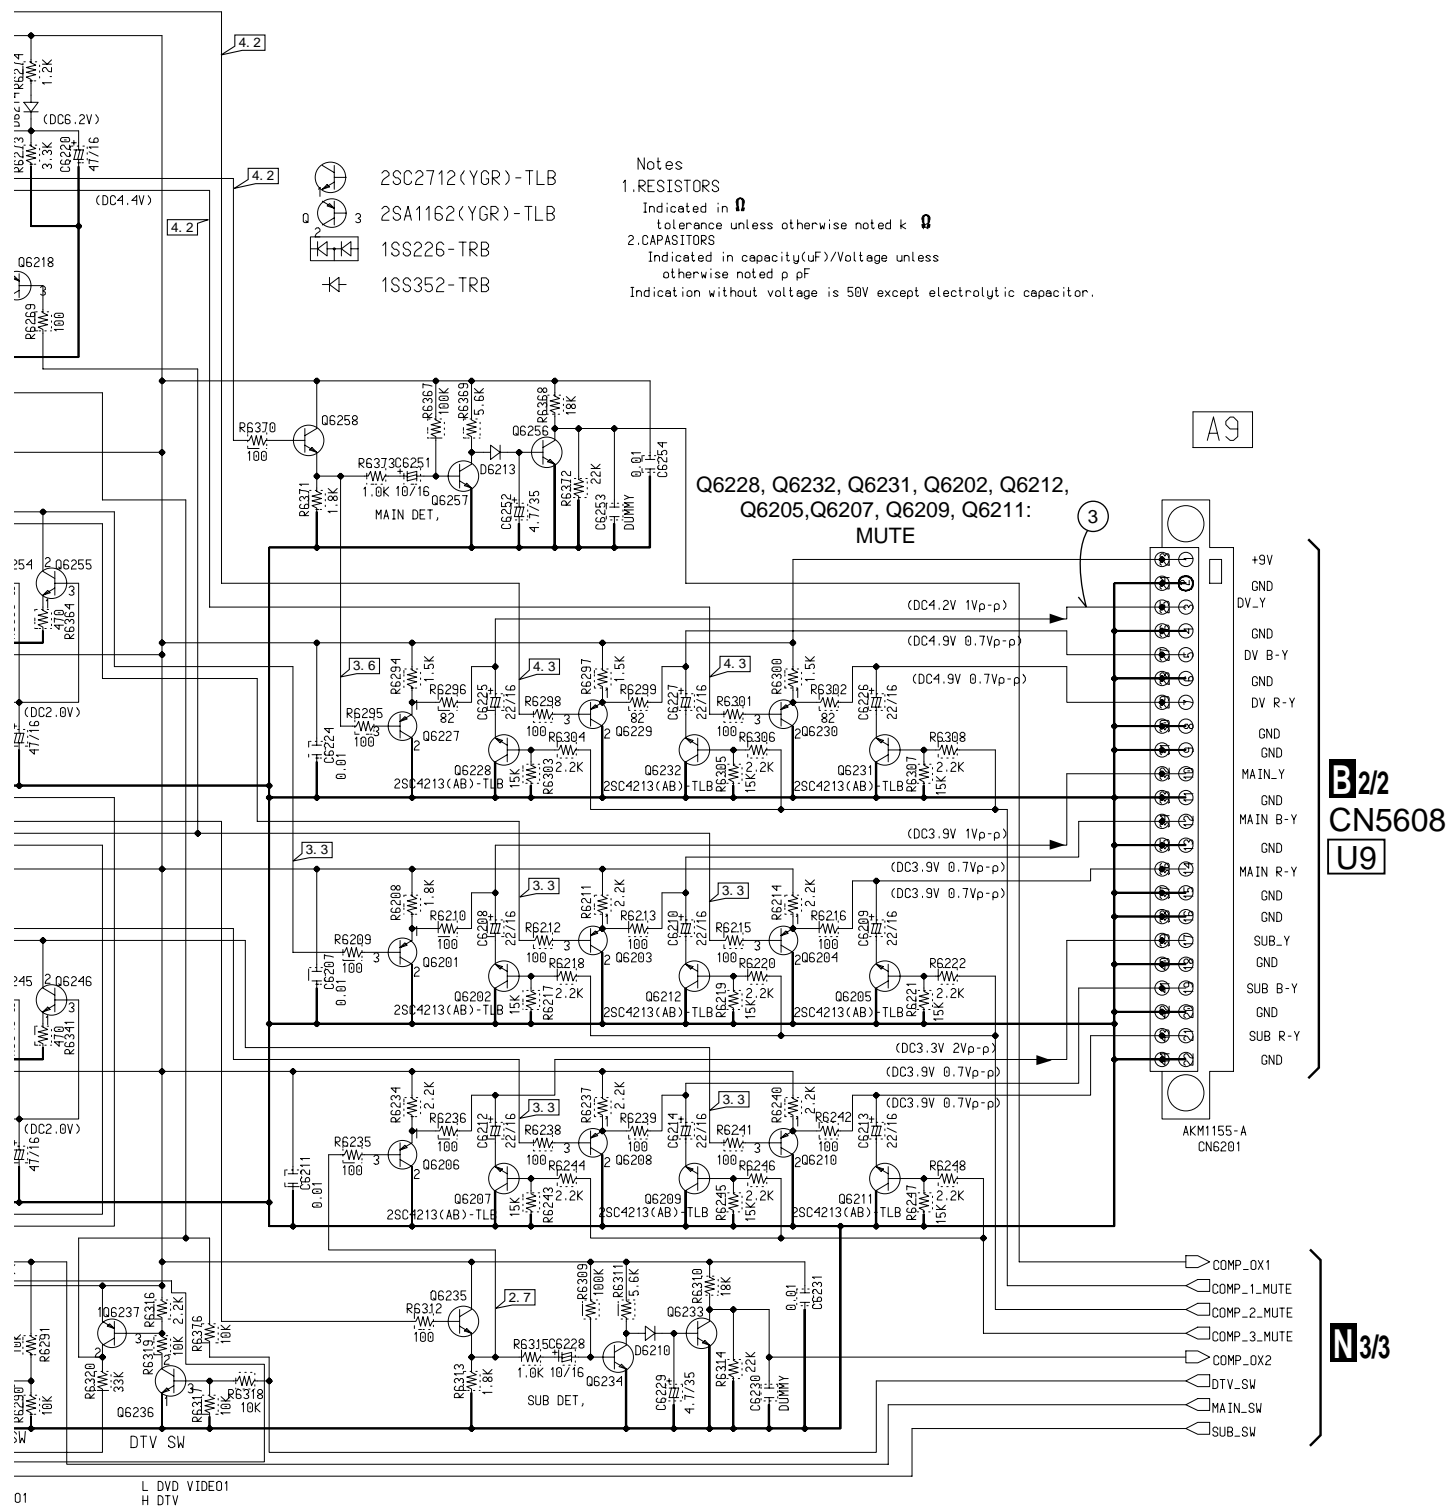 4. 2
R6274
1.2K
(DC6.2V)
R6273
3.3K
C6220
47/16
4. 2
(DC4.4V)
4. 2
1
2SC2712(YGR)-TLB
Q 3
2SA1162(YGR)-TLB
2
1SS226-TRB
1SS352-TRB
Notes
1.RESISTORS
Indicated in Ω
tolerance unless otherwise noted k Ω
2.CAPASITORS
Indicated in capacity(uF)/Voltage unless
otherwise noted p pF
Indication without voltage is 50V except electrolytic capacitor.
Q6218
3
R6269
100
R6370
100
Q6258
R6371
1.8K
R6373
1.0K
C6251
10/16
MAIN DET,
R6367
100K
R6369
5.6K
Q6257
D6213
Q6256
R6368
18K
C6252
4.7/35
R6372
22K
C6253
DUMMY
0.01
C6254
A9
Q6228, Q6232, Q6231, Q6202, Q6212,
Q6205,Q6207, Q6209, Q6211:
MUTE
3
254
Q6255
3
470
R6364
(DC2.0V)
47/16
+9V
GND
DV_Y
GND
DV B-Y
GND
DV R-Y
GND
GND
MAIN_Y
GND
MAIN B-Y
GND
MAIN R-Y
GND
GND
SUB_Y
GND
SUB B-Y
GND
SUB R-Y
GND
AKM1155-A
CN6201
B 2/2
CN5608
U9
(DC4.2V 1Vp-p)
(DC4.9V 0.7Vp-p)
(DC4.9V 0.7Vp-p)
3. 6
4. 3
4. 3
R6294
1.5K
R6296
82
C6225
22/16
R6298
100
R6297
1.5K
R6299
82
C6227
22/16
R6301
100
R6300
1.5K
R6302
82
C6226
22/16
R6295
100
C6224
0.01
Q6227
Q6229
Q6230
R6304
2.2K
R6306
2.2K
R6308
2.2K
Q6228
2SC4213(AB)-TLB
15K
R6303
Q6232
2SC4213(AB)-TLB
R6305
15K
Q6231
2SC4213(AB)-TLB
R6307
15K
3. 3
(DC3.9V 1Vp-p)
(DC3.9V 0.7Vp-p)
(DC3.9V 0.7Vp-p)
3. 3
3. 3
R6208
1.8K
R6210
100
C6208
22/16
R6212
100
R6211
2.2K
R6213
100
C6210
22/16
R6215
100
R6214
2.2K
R6216
100
C6209
22/16
R6209
100
C6207
0.01
Q6201
Q6203
Q6204
R6218
2.2K
R6220
2.2K
R6222
2.2K
Q6202
2SC4213(AB)-TLB
15K
R6217
Q6212
2SC4213(AB)-TLB
R6219
15K
Q6205
2SC4213(AB)-TLB
R6221
15K
245
Q6246
3
470
R6341
(DC2.0V)
47/16
(DC3.3V 2Vp-p)
(DC3.9V 0.7Vp-p)
(DC3.9V 0.7Vp-p)
3. 3
3. 3
R6234
2.2K
R6236
100
C6212
22/16
R6238
100
R6237
2.2K
R6239
100
C6214
22/16
R6241
100
R6240
2.2K
R6242
100
C6213
22/16
R6235
100
C6211
0.01
Q6206
Q6208
Q6210
R6244
2.2K
R6246
2.2K
R6248
2.2K
Q6207
2SC4213(AB)-TLB
15K
R6243
Q6209
2SC4213(AB)-TLB
R6245
15K
Q6211
2SC4213(AB)-TLB
R6247
15K
COMP_OX1
COMP_1_MUTE
COMP_2_MUTE
COMP_3_MUTE
COMP_OX2
DTV_SW
MAIN_SW
SUB_SW
N 3/3
Q6235
R6312
100
2. 7
R6313
1.8K
R6315
1.0K
C6228
10/16
SUB DET,
R6309
100K
R6311
5.6K
Q6234
D6210
Q6233
R6310
18K
C6229
4.7/35
R6314
22K
C6230
DUMMY
0.01
C6231
R6291
10K
R6290
10K
SW
1Q6237
3
R6316
2.2K
R6376
10K
R6319
10K
R6320
33K
Q6236
R6317
10K
R6318
10K
DTV SW
01
L DVD VIDEO1
H DTV